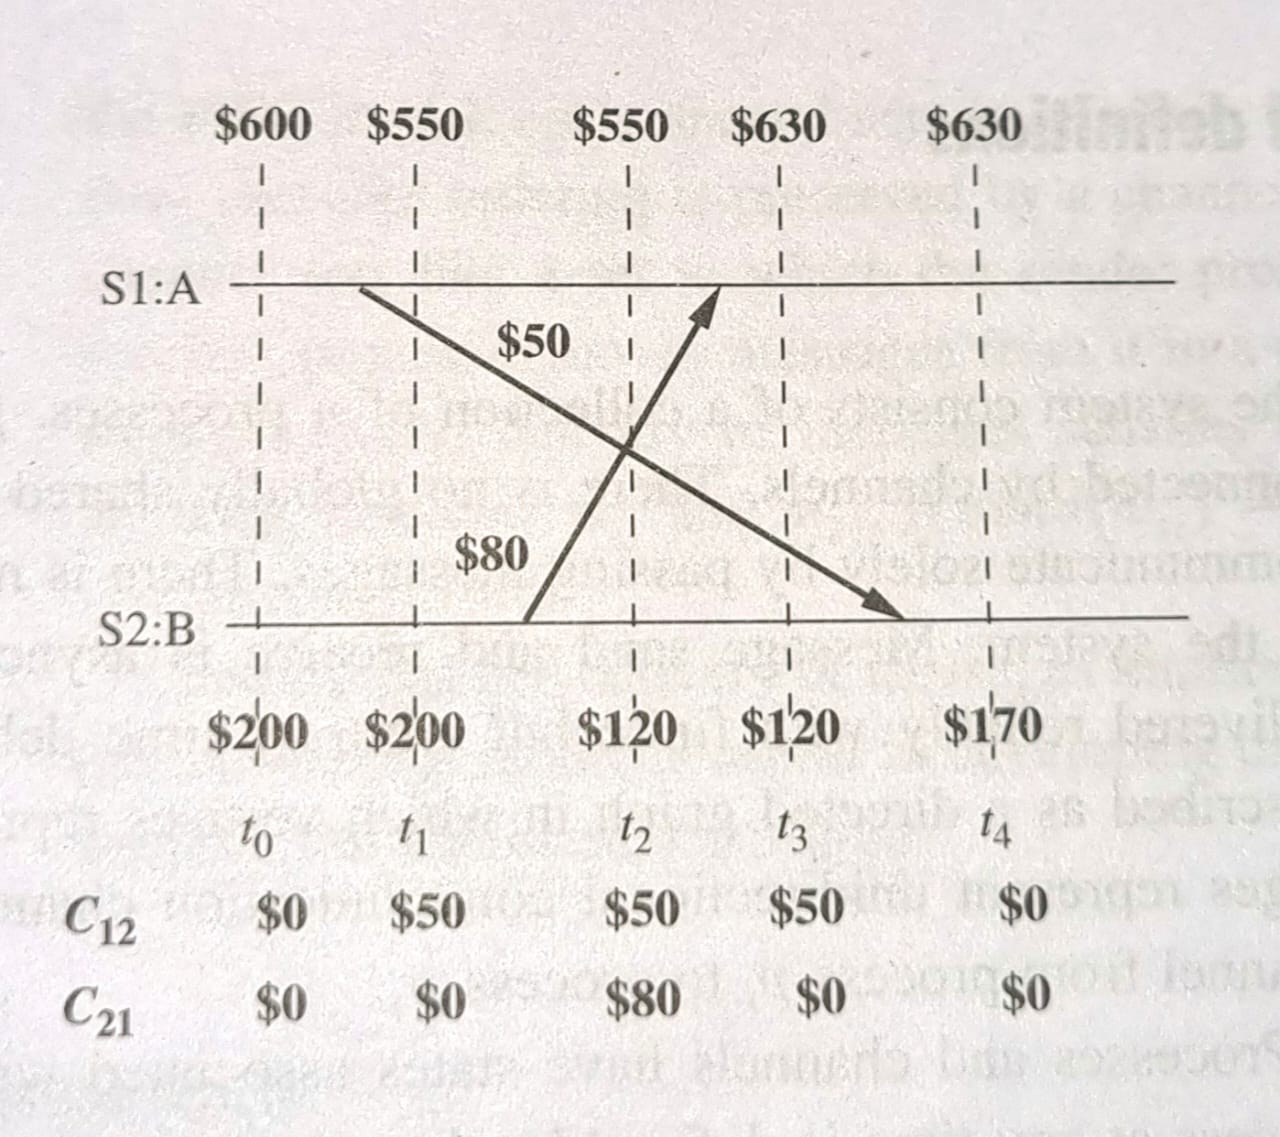 $600 $550 $550 $630 $630
S1:A
$50
$80
S2:B
$200 $200 $120 $120 $170
t0 t1 t2 t3 t4
C12 $0 $50 $50 $50 $0
C21 $0 $0 $80 $0 $0